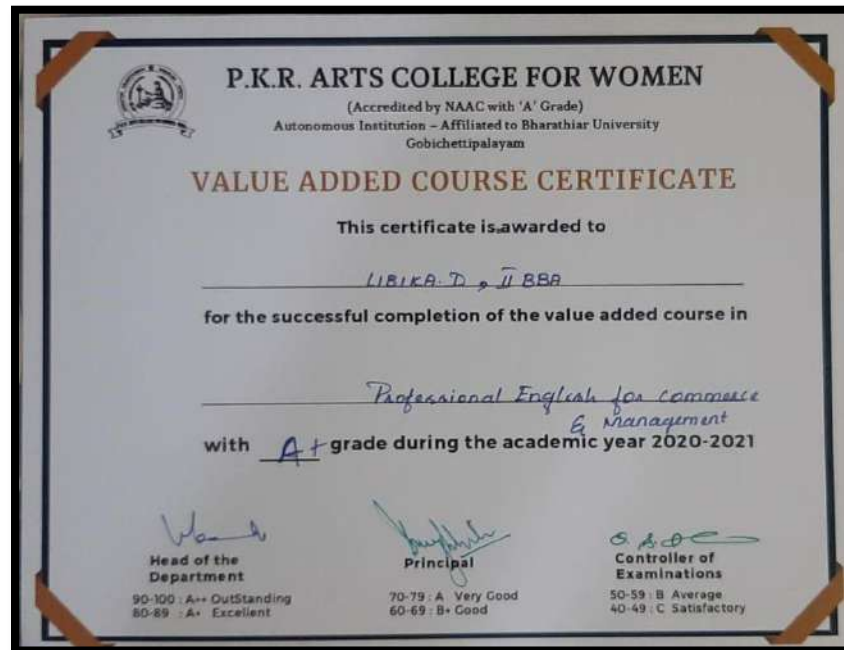 P.K.R. ARTS COLLEGE FOR WOMEN
(Accredited by NAAC with 'A' Grade)
Autonomous Institution – Affiliated to Bharathiar University
Gobichettipalayam
VALUE ADDED COURSE CERTIFICATE
This certificate is awarded to
LIBIKA. D, II BBA
for the successful completion of the value added course in
Professional English for commerce
& Management
with A+ grade during the academic year 2020-2021
Head of the
Department
Principal
Controller of
Examinations
90-100 : A++ OutStanding
80-89 : A+ Excellent
70-79 : A Very Good
60-69 : B+ Good
50-59 : B Average
40-49 : C Satisfactory